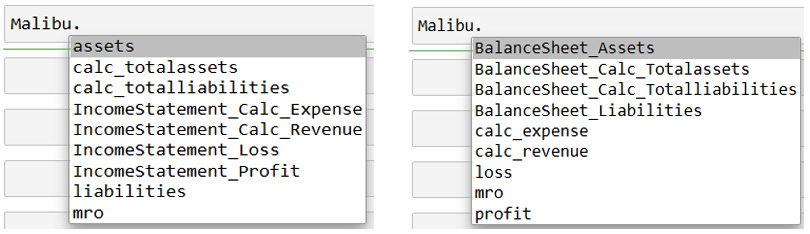 Malibu.
assets
calc_totalassets
calc_totalliabilities
IncomeStatement_Calc_Expense
IncomeStatement_Calc_Revenue
IncomeStatement_Loss
IncomeStatement_Profit
liabilities
mro
Malibu.
BalanceSheet_Assets
BalanceSheet_Calc_Totalassets
BalanceSheet_Calc_Totalliabilities
BalanceSheet_Liabilities
calc_expense
calc_revenue
loss
mro
profit